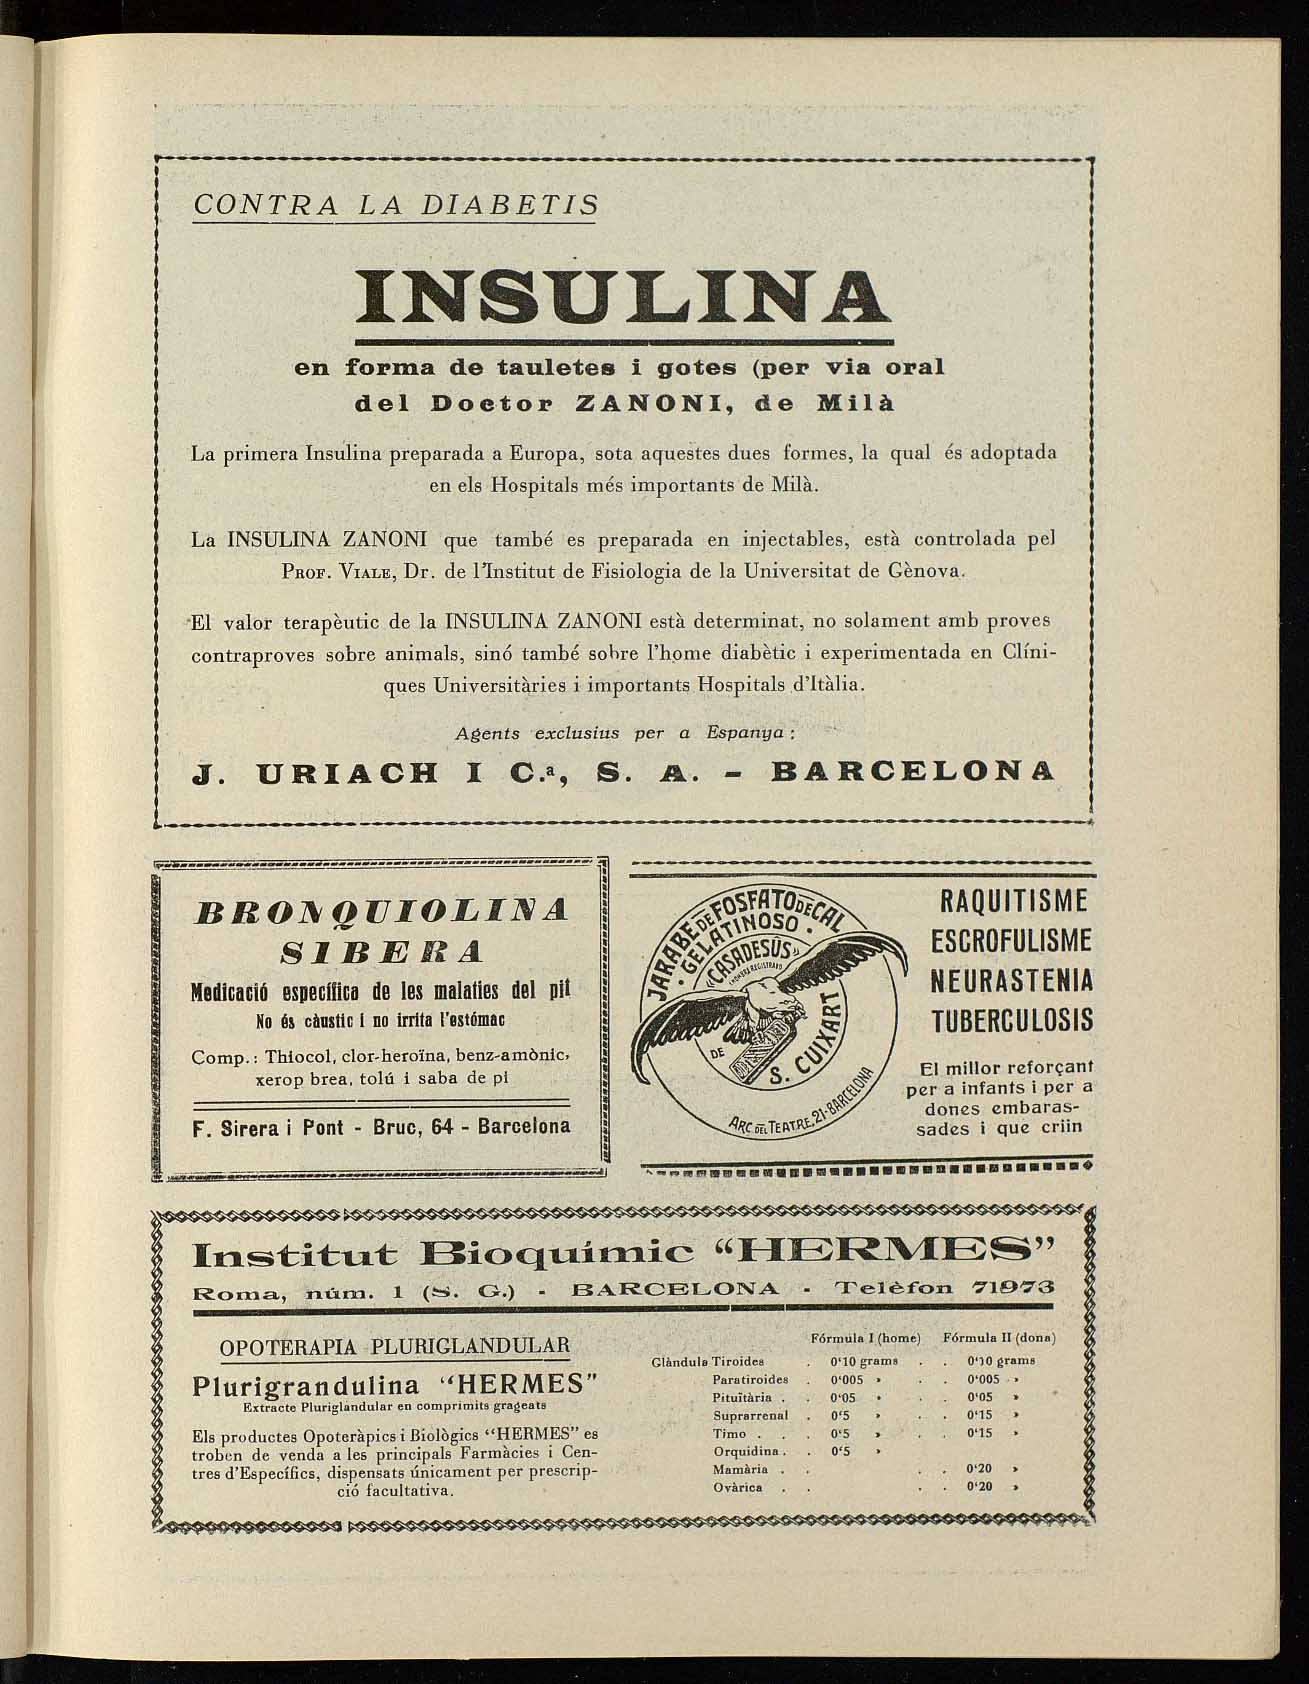 CONTRA LA DIABETIS
INSULINA
en forma de tauletes i gotes (per via oral
del Doctor ZANONI, de Milà
La primera Insulina preparada a Europa, sota aquestes dues formes, la qual és adoptada
en els Hospitals més importants de Milà.
La INSULINA ZANONI que també es preparada en injectables, està controlada pel
PROF. VIALE, Dr. de l'Institut de Fisiologia de la Universitat de Gènova.
El valor terapèutic de la INSULINA ZANONI està determinat, no solament amb proves
contraproves sobre animals, sinó també sobre l'home diabètic i experimentada en Clíni-
ques Universitàries i importants Hospitals d'Itàlia.
Agents exclusius per a Espanya:
J. URIACH I C.ª, S. A. - BARCELONA
BRONQUIOLINA
SIBERA
Medicació específica de les malaties del pit
No és càustic i no irrita l'estómac
Comp.: Thiocol, clor-heroïna, benz-amònic,
xerop brea, tolú i saba de pi
F. Sirera i Pont - Bruc, 64 - Barcelona
JARABE DE FOSFATO DE CAL
GELATINOSO
"CASADESÚS"
(NOMBRE REGISTRADO)
DE
S. CUIXART
ARC DEL TEATRE, 21-BARCELONA
RAQUITISME
ESCROFULISME
NEURASTENIA
TUBERCULOSIS
El millor reforçant
per a infants i per a
dones embaras-
sades i que criin
Institut Bioquímic "HERMES"
Roma, núm. 1 (S. G.) - BARCELONA - Telèfon 71973
OPOTERAPIA PLURIGLANDULAR
Plurigrandulina "HERMES"
Extracte Pluriglandular en comprimits grageats
Els productes Opoteràpics i Biològics "HERMES" es
troben de venda a les principals Farmàcies i Cen-
tres d'Específics, dispensats únicament per prescrip-
ció facultativa.
Fórmula I (home) Fórmula II (dona)
Glàndula Tiroides . 0'10 grams . . 0'10 grams
Paratiroides . 0'005 » . . 0'005 »
Pituïtària . . 0'05 » . . 0'05 »
Suprarrenal . 0'5 » . . 0'15 »
Timo . . . 0'5 » . . 0'15 »
Orquidina . . 0'5 »
Mamària . . . . 0'20 »
Ovàrica . . . . 0'20 »